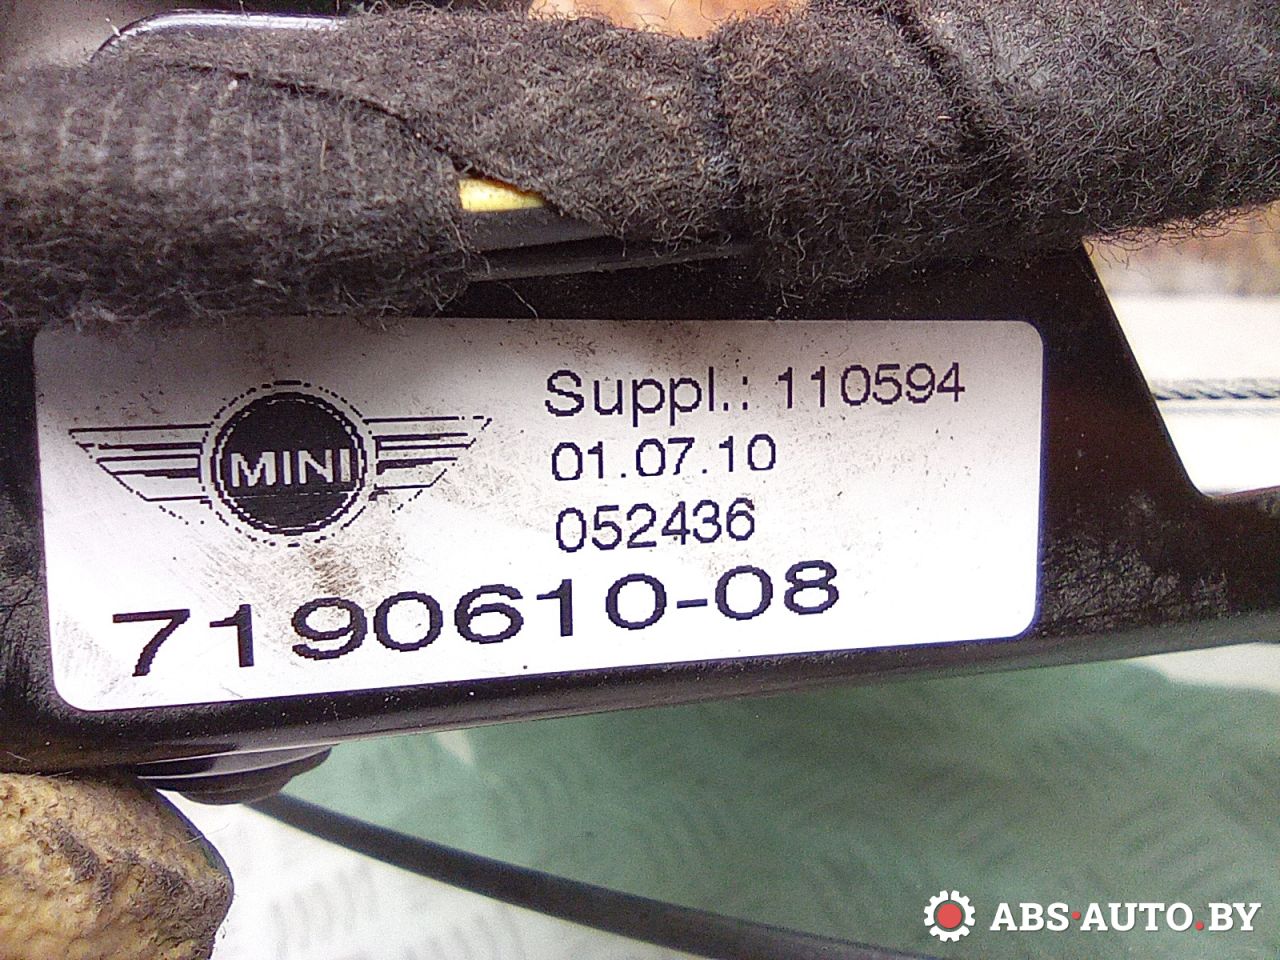 MINI
Suppl.: 110594
01.07.10
052436
7190610-08
ABS·AUTO.BY